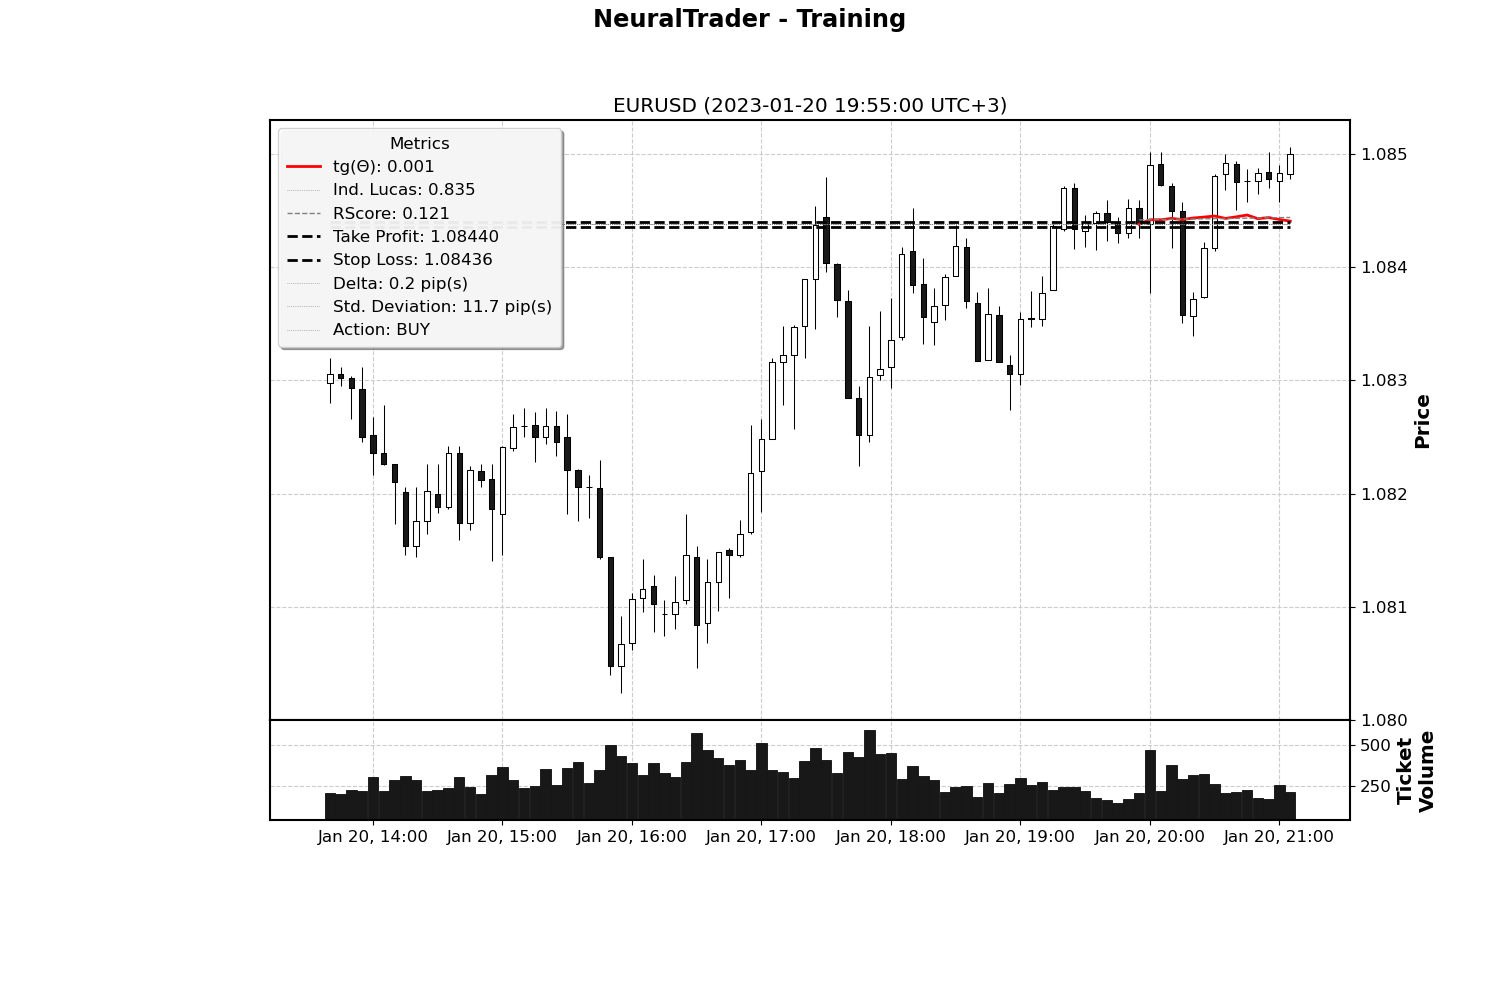 NeuralTrader - Training
EURUSD (2023-01-20 19:55:00 UTC+3)
Metrics
tg(Θ): 0.001
Ind. Lucas: 0.835
RScore: 0.121
Take Profit: 1.08440
Stop Loss: 1.08436
Delta: 0.2 pip(s)
Std. Deviation: 11.7 pip(s)
Action: BUY
1.085
1.084
1.083
1.082
1.081
1.080
Price
500
250
Ticket
Volume
Jan 20, 14:00 Jan 20, 15:00 Jan 20, 16:00 Jan 20, 17:00 Jan 20, 18:00 Jan 20, 19:00 Jan 20, 20:00 Jan 20, 21:00